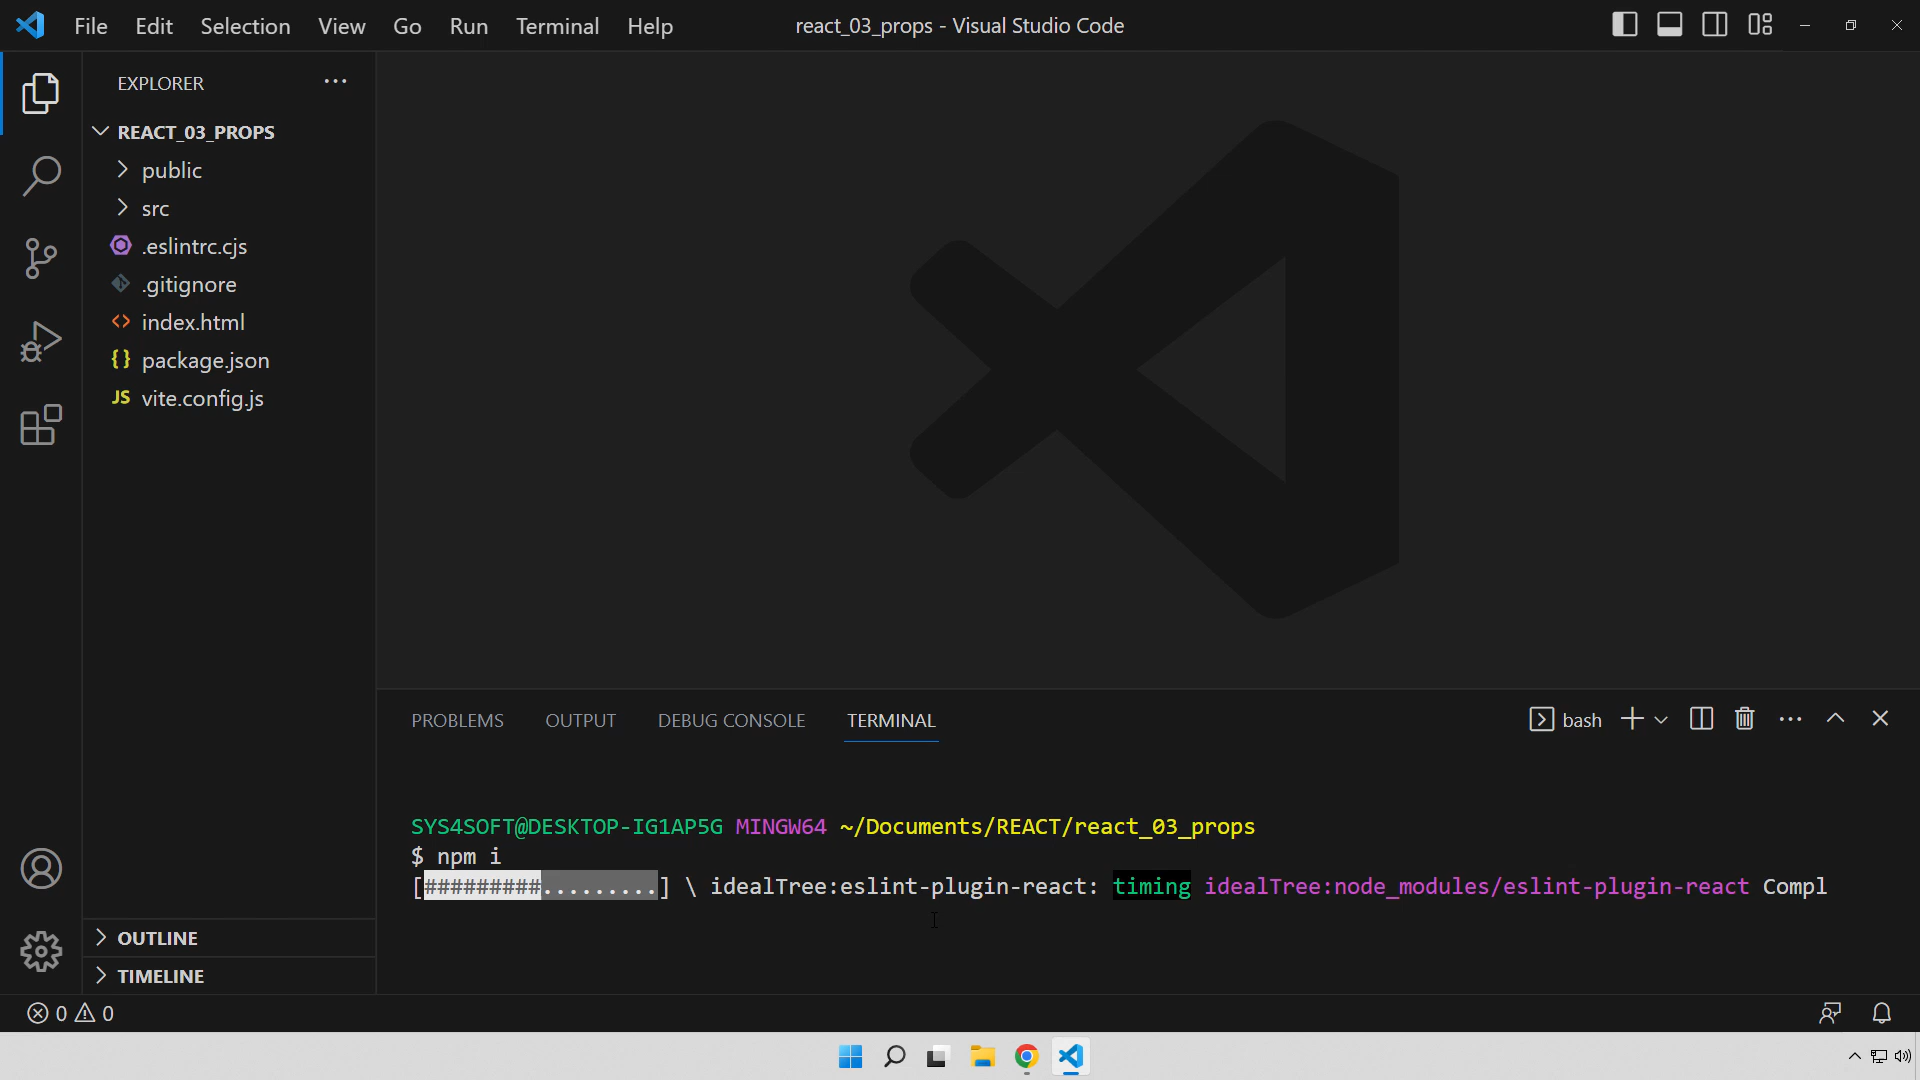 File Edit Selection View Go Run Terminal Help
react_03_props - Visual Studio Code
EXPLORER
REACT_03_PROPS
public
src
.eslintrc.cjs
.gitignore
<> index.html
{} package.json
JS vite.config.js
OUTLINE
TIMELINE
PROBLEMS OUTPUT DEBUG CONSOLE TERMINAL
bash
SYS4SOFT@DESKTOP-IG1AP5G MINGW64 ~/Documents/REACT/react_03_props
$ npm i
[#########.........] \ idealTree:eslint-plugin-react: timing idealTree:node_modules/eslint-plugin-react Compl
0 0